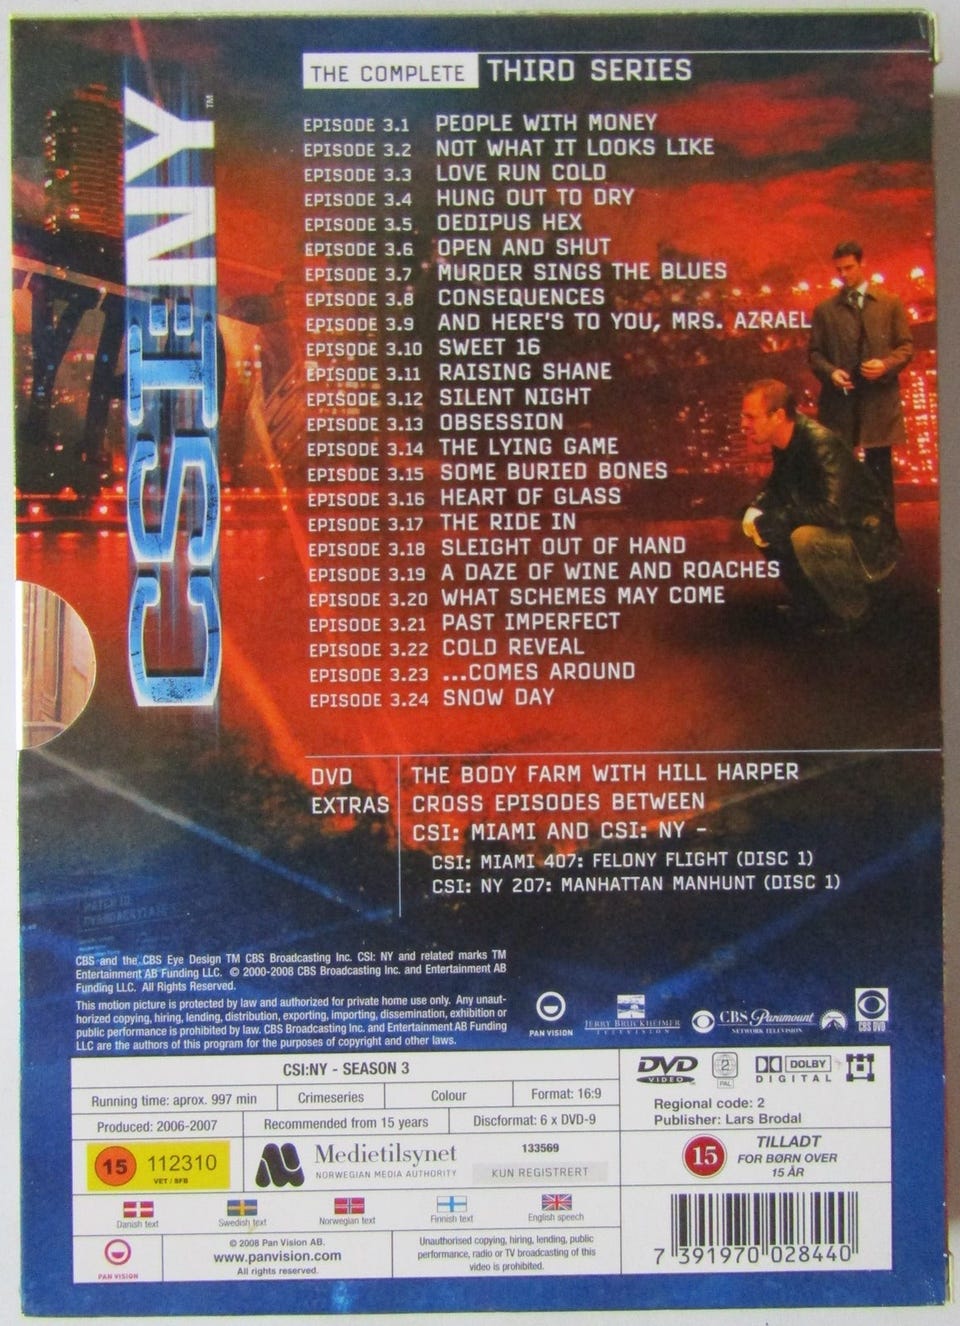 CSI: NY ™
THE COMPLETE THIRD SERIES
EPISODE 3.1 PEOPLE WITH MONEY
EPISODE 3.2 NOT WHAT IT LOOKS LIKE
EPISODE 3.3 LOVE RUN COLD
EPISODE 3.4 HUNG OUT TO DRY
EPISODE 3.5 OEDIPUS HEX
EPISODE 3.6 OPEN AND SHUT
EPISODE 3.7 MURDER SINGS THE BLUES
EPISODE 3.8 CONSEQUENCES
EPISODE 3.9 AND HERE'S TO YOU, MRS. AZRAEL
EPISODE 3.10 SWEET 16
EPISODE 3.11 RAISING SHANE
EPISODE 3.12 SILENT NIGHT
EPISODE 3.13 OBSESSION
EPISODE 3.14 THE LYING GAME
EPISODE 3.15 SOME BURIED BONES
EPISODE 3.16 HEART OF GLASS
EPISODE 3.17 THE RIDE IN
EPISODE 3.18 SLEIGHT OUT OF HAND
EPISODE 3.19 A DAZE OF WINE AND ROACHES
EPISODE 3.20 WHAT SCHEMES MAY COME
EPISODE 3.21 PAST IMPERFECT
EPISODE 3.22 COLD REVEAL
EPISODE 3.23 ...COMES AROUND
EPISODE 3.24 SNOW DAY
DVD EXTRAS
THE BODY FARM WITH HILL HARPER
CROSS EPISODES BETWEEN
CSI: MIAMI AND CSI: NY -
CSI: MIAMI 407: FELONY FLIGHT (DISC 1)
CSI: NY 207: MANHATTAN MANHUNT (DISC 1)
CBS and the CBS Eye Design TM CBS Broadcasting Inc. CSI: NY and related marks TM
Entertainment AB Funding LLC. © 2000-2008 CBS Broadcasting Inc. and Entertainment AB
Funding LLC. All Rights Reserved.
This motion picture is protected by law and authorized for private home use only. Any unaut-
horized copying, hiring, lending, distribution, exporting, importing, dissemination, exhibition or
public performance is prohibited by law. CBS Broadcasting Inc. and Entertainment AB Funding
LLC are the authors of this program for the purposes of copyright and other laws.
PAN VISION
JERRY BRUCKHEIMER
TELEVISION
CBS Paramount
NETWORK TELEVISION
CBS DVD
CSI:NY - SEASON 3
Running time: aprox. 997 min
Crimeseries
Colour
Format: 16:9
Produced: 2006-2007
Recommended from 15 years
Discformat: 6 x DVD-9
15 112310
VET / SFB
Medietilsynet
NORWEGIAN MEDIA AUTHORITY
133569
KUN REGISTRERT
Danish text
Swedish text
Norwegian text
Finnish text
English speech
PAN VISION
© 2008 Pan Vision AB.
www.panvision.com
All rights reserved.
Unauthorised copying, hiring, lending, public
performance, radio or TV broadcasting of this
video is prohibited.
DVD
VIDEO
2
PAL
DOLBY
DIGITAL
Regional code: 2
Publisher: Lars Brodal
15
TILLADT
FOR BØRN OVER
15 ÅR
7 391970 028440